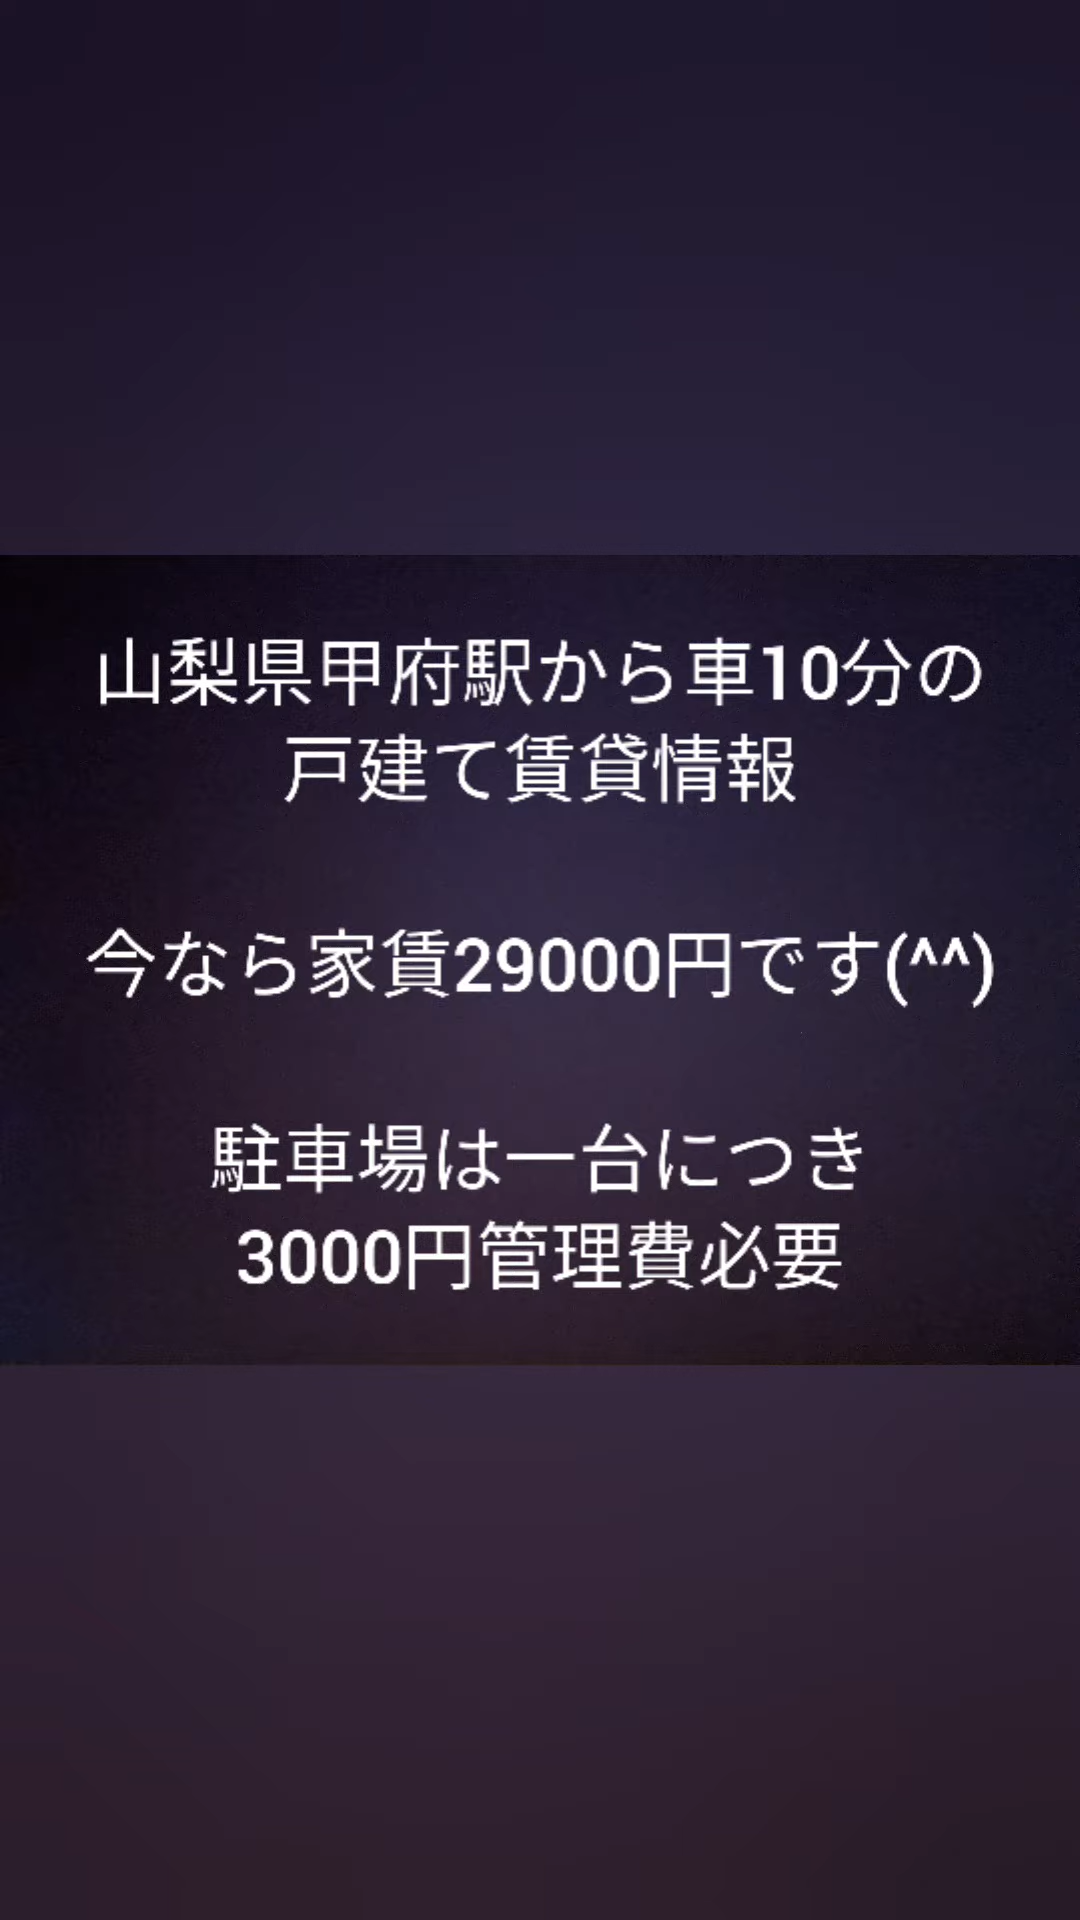 山梨県甲府駅から車10分の
戸建て賃貸情報
今なら家賃29000円です(^^)
駐車場は一台につき
3000円管理費必要